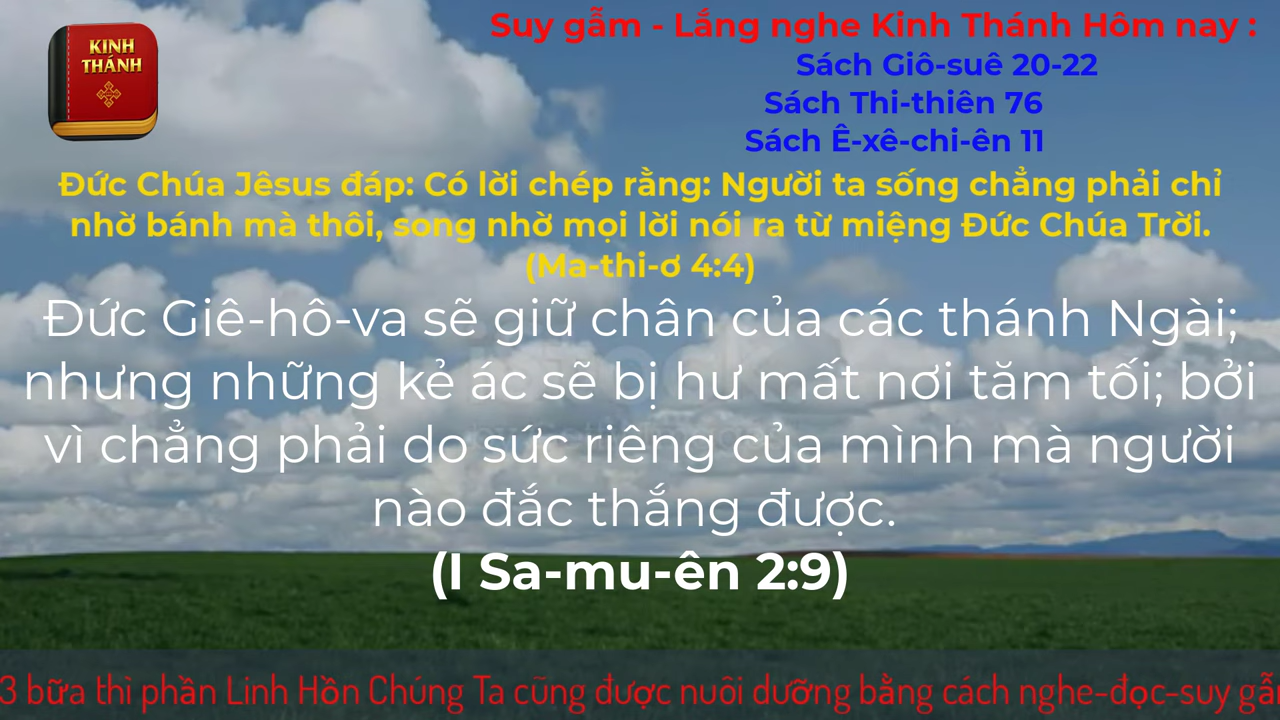 KINH
THÁNH
Suy gẫm - Lắng nghe Kinh Thánh Hôm nay :
Sách Giô-suê 20-22
Sách Thi-thiên 76
Sách Ê-xê-chi-ên 11
Đức Chúa Jêsus đáp: Có lời chép rằng: Người ta sống chẳng phải chỉ
nhờ bánh mà thôi, song nhờ mọi lời nói ra từ miệng Đức Chúa Trời.
(Ma-thi-ơ 4:4)
Đức Giê-hô-va sẽ giữ chân của các thánh Ngài;
nhưng những kẻ ác sẽ bị hư mất nơi tăm tối; bởi
vì chẳng phải do sức riêng của mình mà người
nào đắc thắng được.
(I Sa-mu-ên 2:9)
3 bữa thì phần Linh Hồn Chúng Ta cũng được nuôi dưỡng bằng cách nghe-đọc-suy gẫ